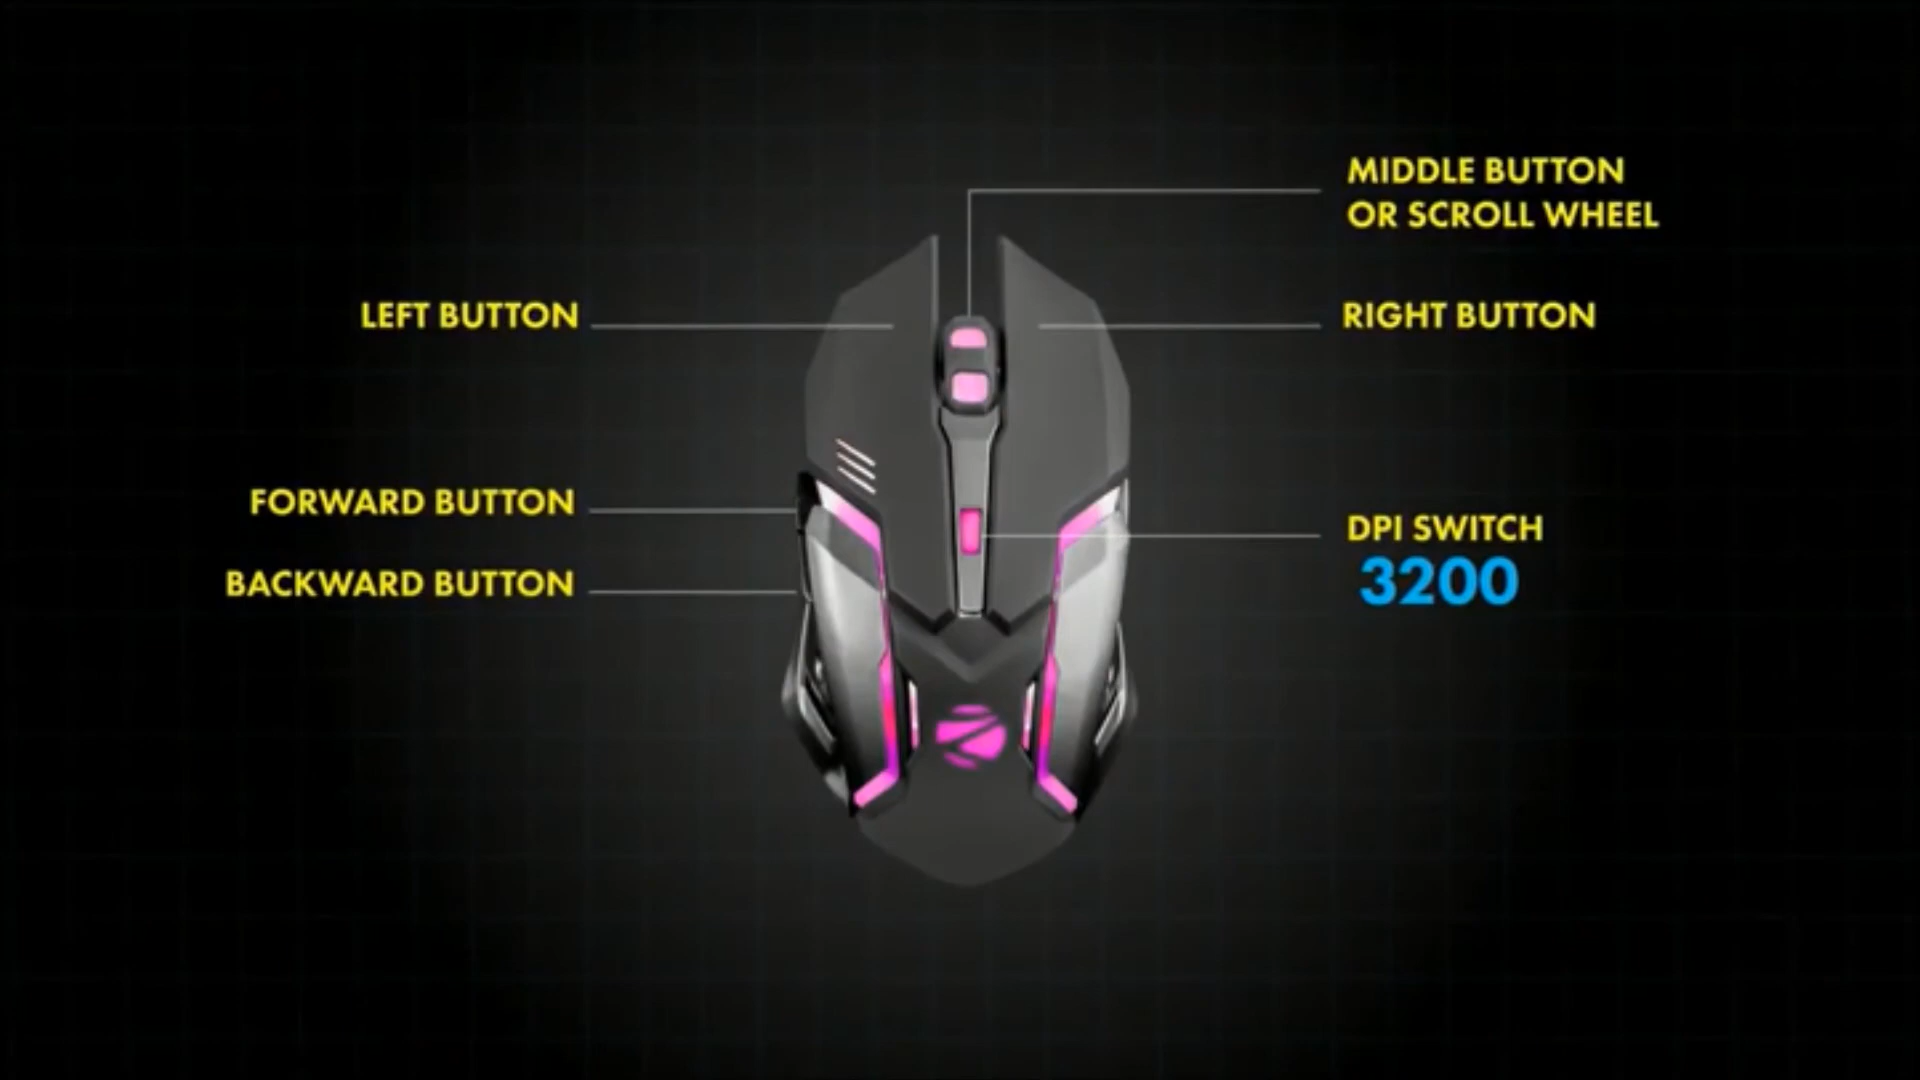 MIDDLE BUTTON
OR SCROLL WHEEL
LEFT BUTTON
RIGHT BUTTON
FORWARD BUTTON
DPI SWITCH
3200
BACKWARD BUTTON